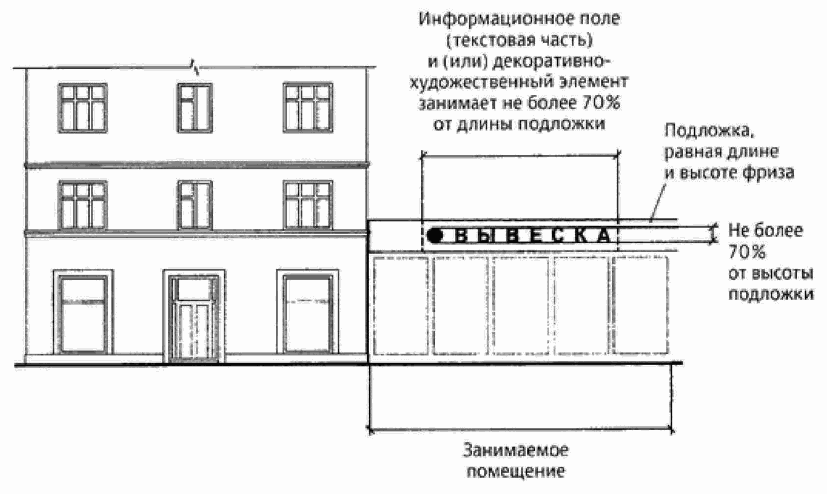 Информационное поле
(текстовая часть)
и (или) декоративно-
художественный элемент
занимает не более 70%
от длины подложки
Подложка,
равная длине
и высоте фриза
ВЫВЕСКА
Не более
70%
от высоты
подложки
Занимаемое
помещение